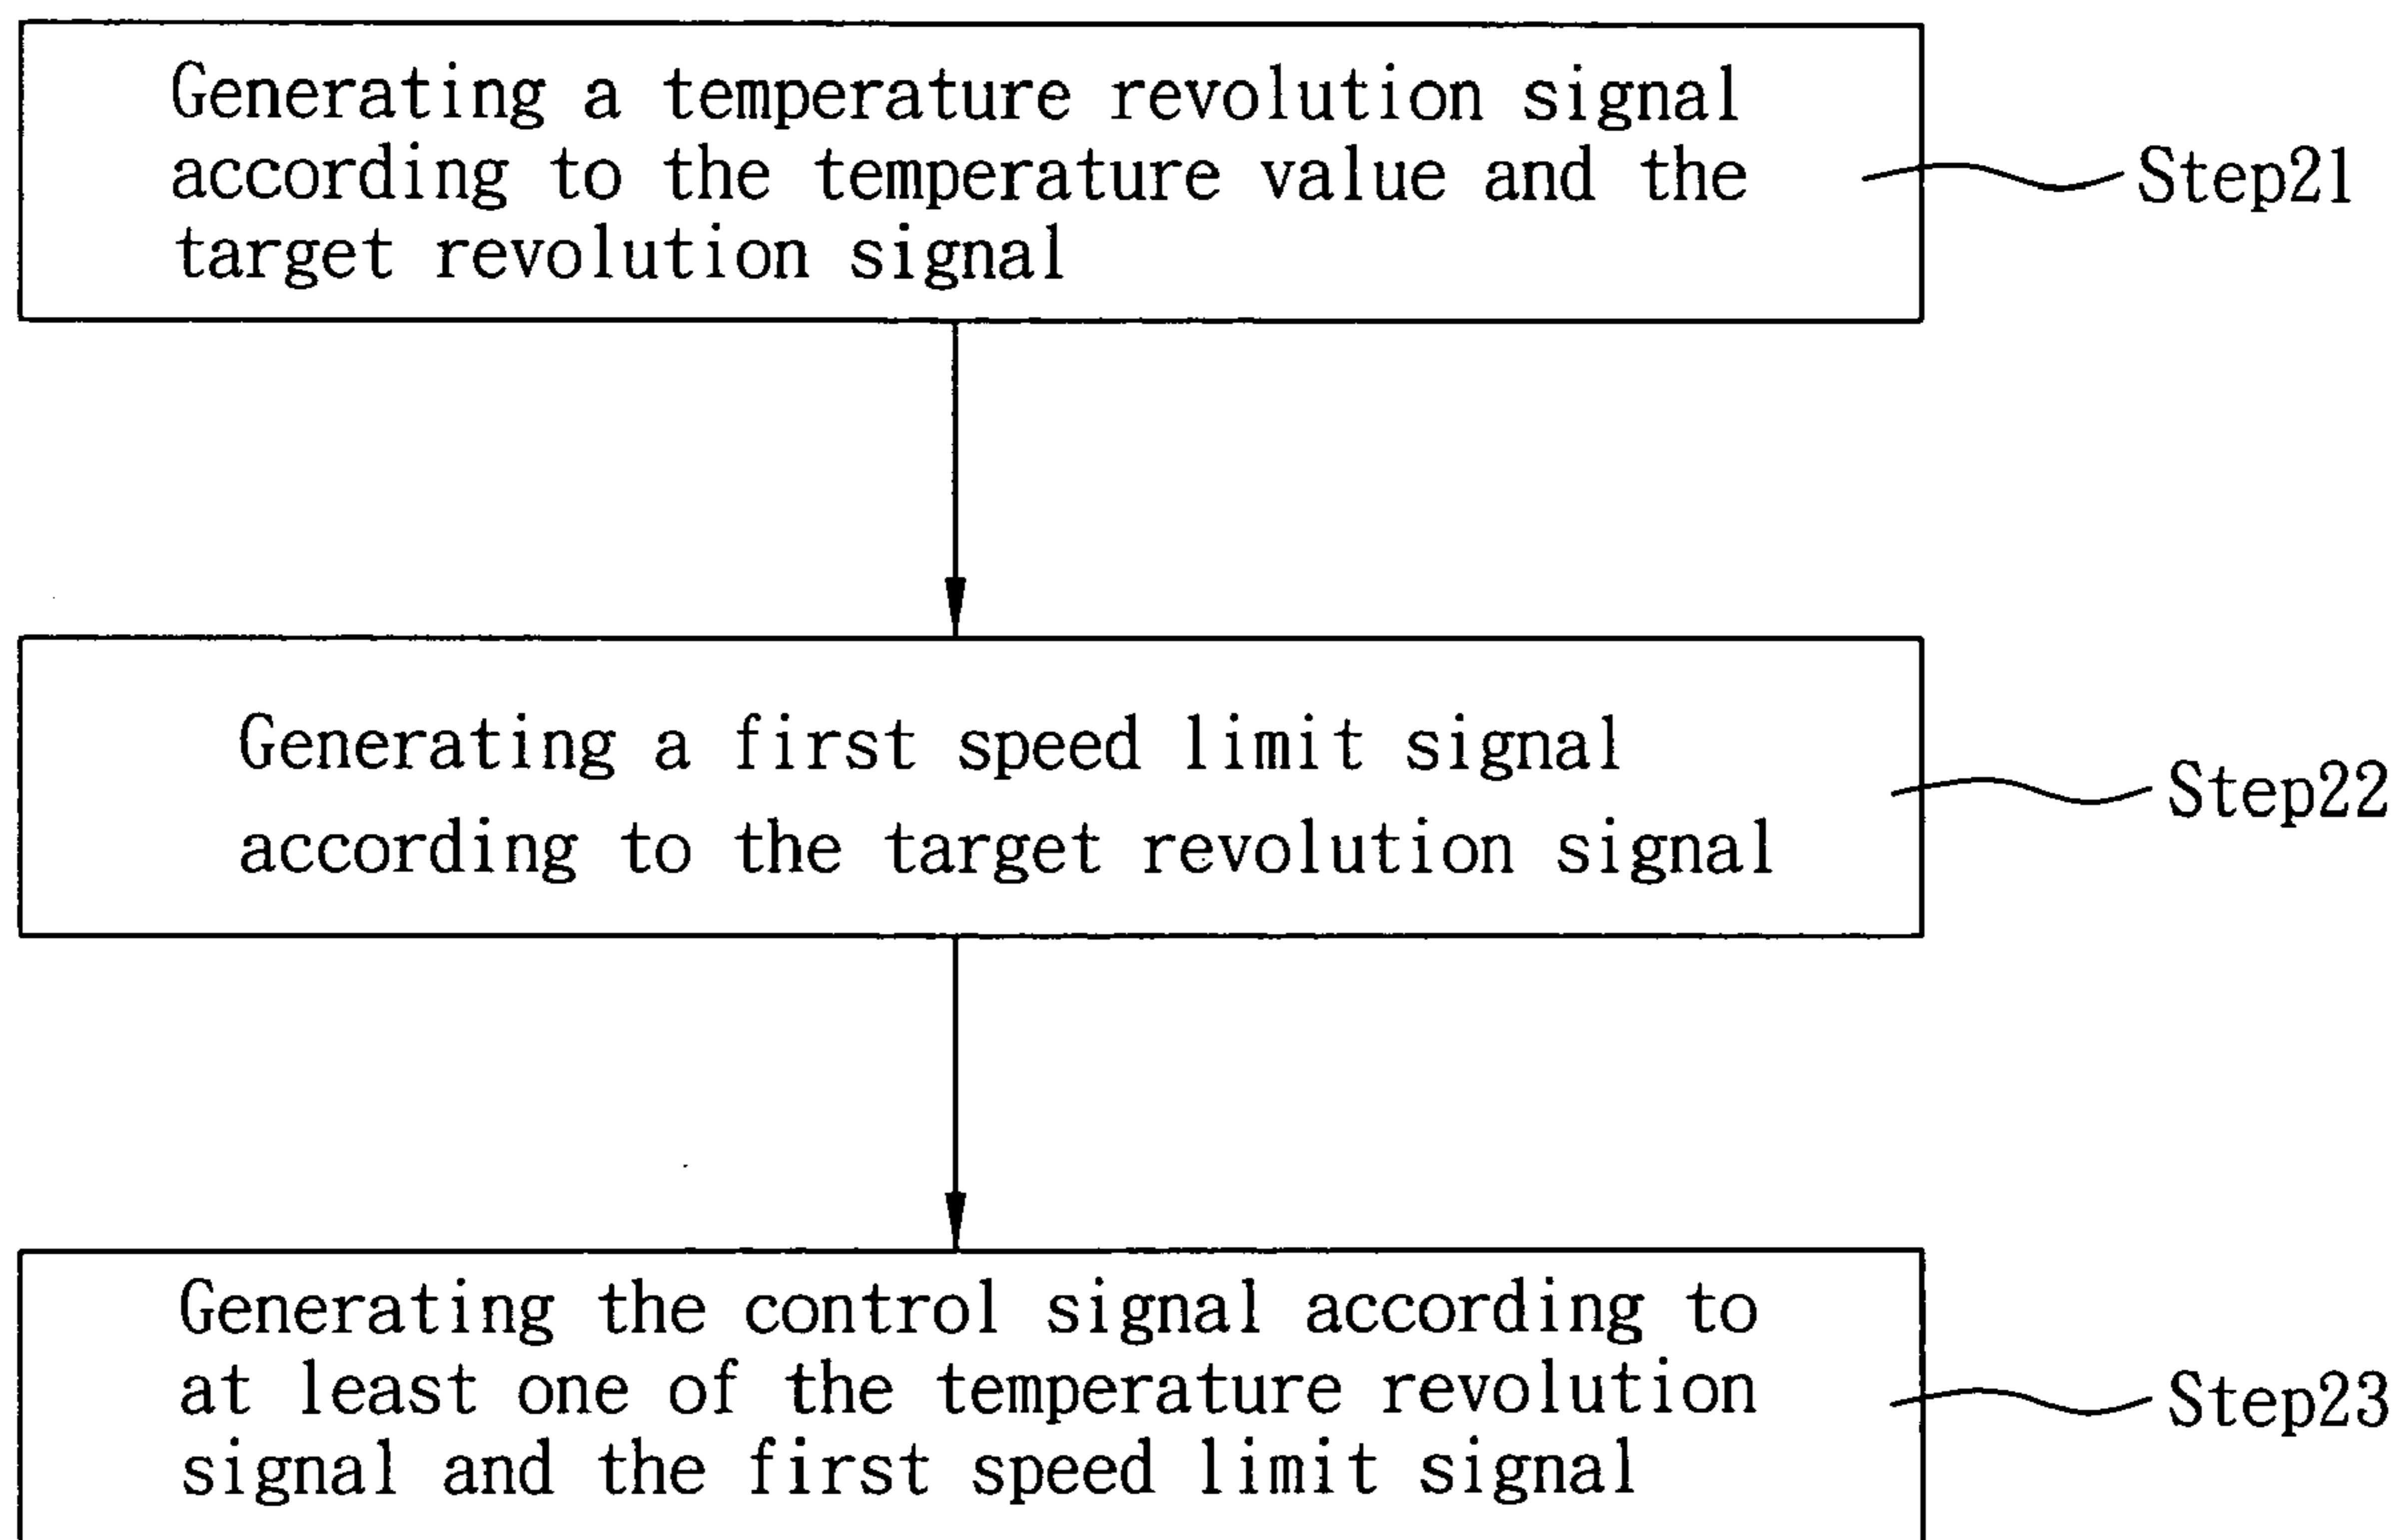 Generating a temperature revolution signal
according to the temperature value and the
target revolution signal
Step21
Generating a first speed limit signal
according to the target revolution signal
Step22
Generating the control signal according to
at least one of the temperature revolution
signal and the first speed limit signal
Step23